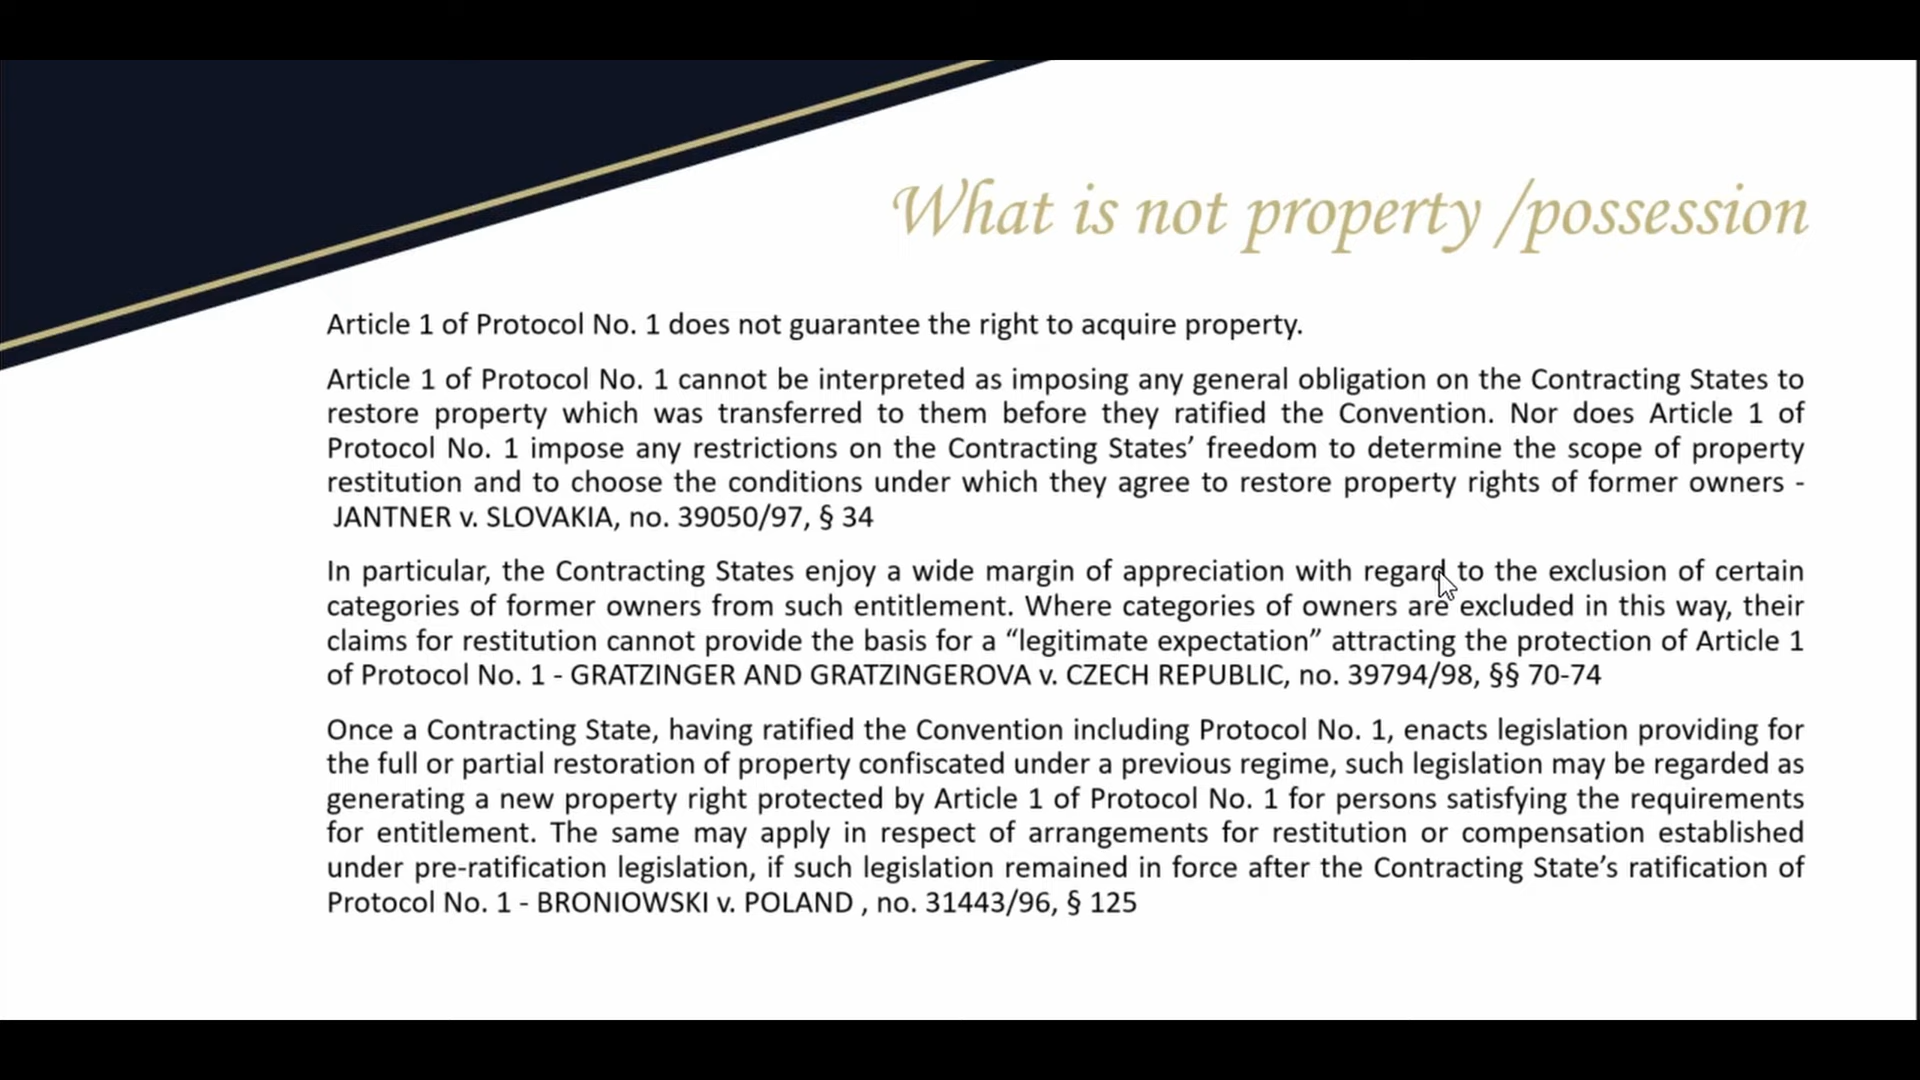 What is not property /possession
Article 1 of Protocol No. 1 does not guarantee the right to acquire property.
Article 1 of Protocol No. 1 cannot be interpreted as imposing any general obligation on the Contracting States to
restore property which was transferred to them before they ratified the Convention. Nor does Article 1 of
Protocol No. 1 impose any restrictions on the Contracting States’ freedom to determine the scope of property
restitution and to choose the conditions under which they agree to restore property rights of former owners -
JANTNER v. SLOVAKIA, no. 39050/97, § 34
In particular, the Contracting States enjoy a wide margin of appreciation with regard to the exclusion of certain
categories of former owners from such entitlement. Where categories of owners are excluded in this way, their
claims for restitution cannot provide the basis for a “legitimate expectation” attracting the protection of Article 1
of Protocol No. 1 - GRATZINGER AND GRATZINGEROVA v. CZECH REPUBLIC, no. 39794/98, §§ 70-74
Once a Contracting State, having ratified the Convention including Protocol No. 1, enacts legislation providing for
the full or partial restoration of property confiscated under a previous regime, such legislation may be regarded as
generating a new property right protected by Article 1 of Protocol No. 1 for persons satisfying the requirements
for entitlement. The same may apply in respect of arrangements for restitution or compensation established
under pre-ratification legislation, if such legislation remained in force after the Contracting State’s ratification of
Protocol No. 1 - BRONIOWSKI v. POLAND , no. 31443/96, § 125